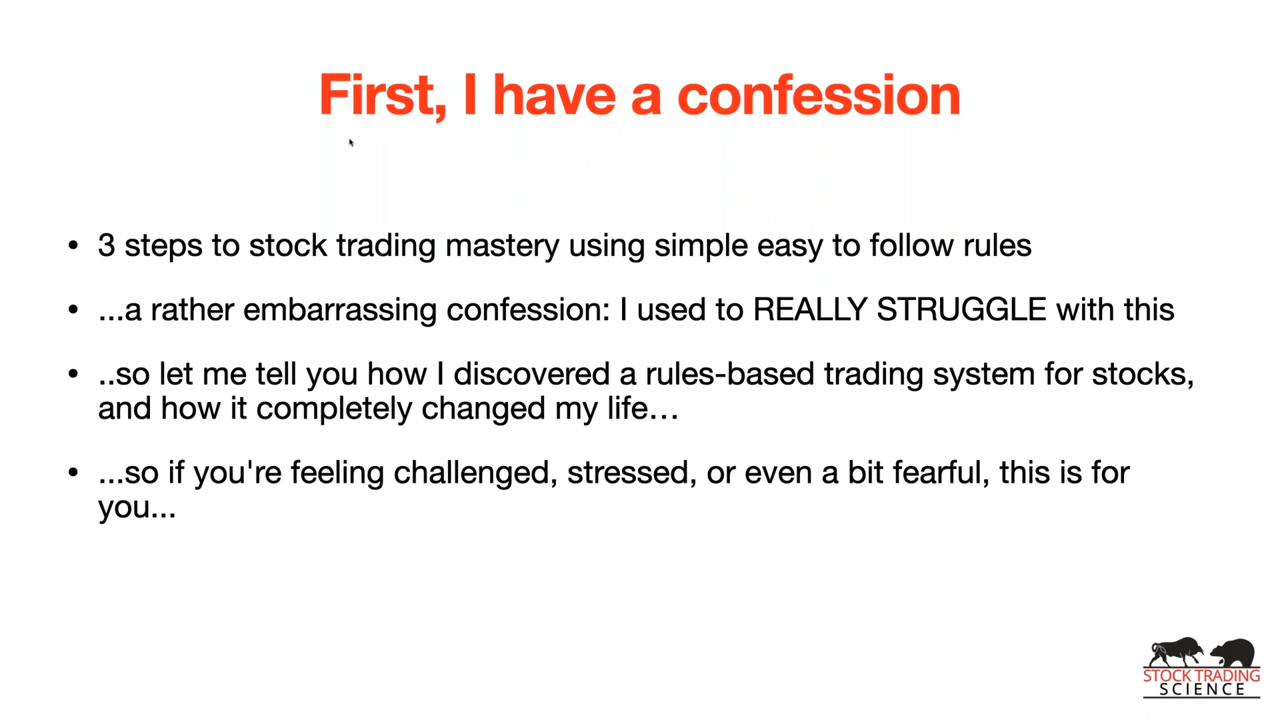 First, I have a confession
• 3 steps to stock trading mastery using simple easy to follow rules
• ...a rather embarrassing confession: I used to REALLY STRUGGLE with this
• ..so let me tell you how I discovered a rules-based trading system for stocks,
and how it completely changed my life…
• ...so if you're feeling challenged, stressed, or even a bit fearful, this is for
you...
STOCK TRADING
SCIENCE